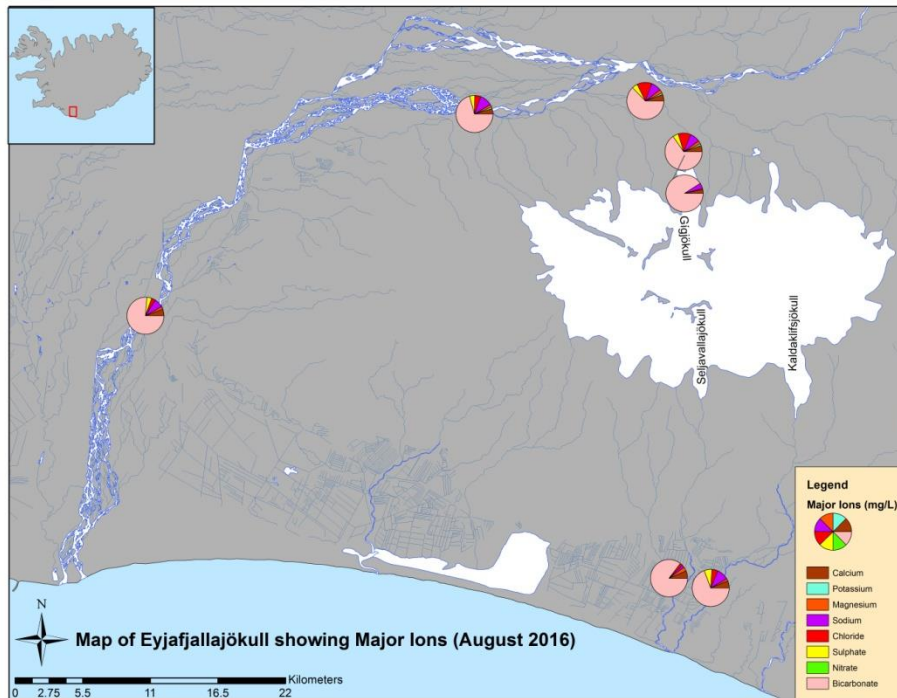 Gígjökull
Seljavallajökull
Kaldaklifsjökull
Legend
Major Ions (mg/L)
Calcium
Potassium
Magnesium
Sodium
Chloride
Sulphate
Nitrate
Bicarbonate
N
Map of Eyjafjallajökull showing Major Ions (August 2016)
Kilometers
0 2.75 5.5 11 16.5 22